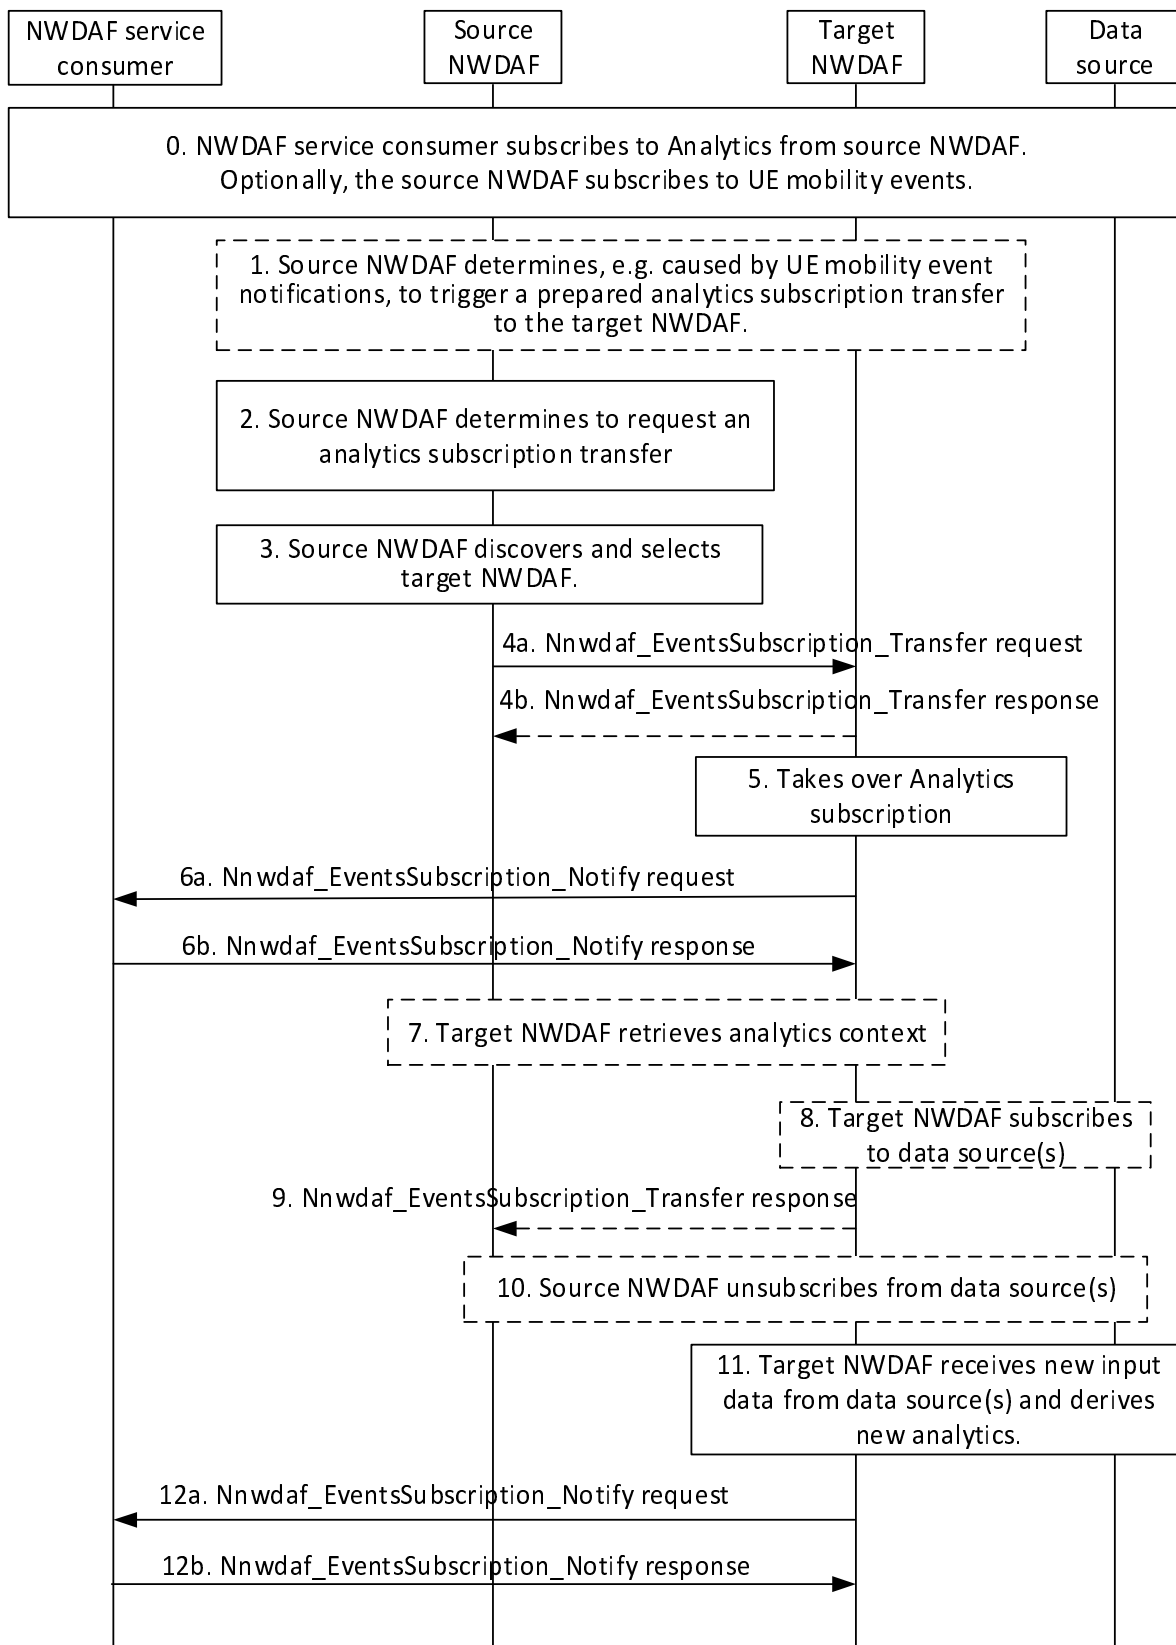 NWDAF service
consumer
Source
NWDAF
Target
NWDAF
Data
source
0. NWDAF service consumer subscribes to Analytics from source NWDAF.
Optionally, the source NWDAF subscribes to UE mobility events.
1. Source NWDAF determines, e.g. caused by UE mobility event
notifications, to trigger a prepared analytics subscription transfer
to the target NWDAF.
2. Source NWDAF determines to request an
analytics subscription transfer
3. Source NWDAF discovers and selects
target NWDAF.
4a. Nnwdaf_EventsSubscription_Transfer request
4b. Nnwdaf_EventsSubscription_Transfer response
5. Takes over Analytics
subscription
6a. Nnwdaf_EventsSubscription_Notify request
6b. Nnwdaf_EventsSubscription_Notify response
7. Target NWDAF retrieves analytics context
8. Target NWDAF subscribes
to data source(s)
9. Nnwdaf_EventsSubscription_Transfer response
10. Source NWDAF unsubscribes from data source(s)
11. Target NWDAF receives new input
data from data source(s) and derives
new analytics.
12a. Nnwdaf_EventsSubscription_Notify request
12b. Nnwdaf_EventsSubscription_Notify response